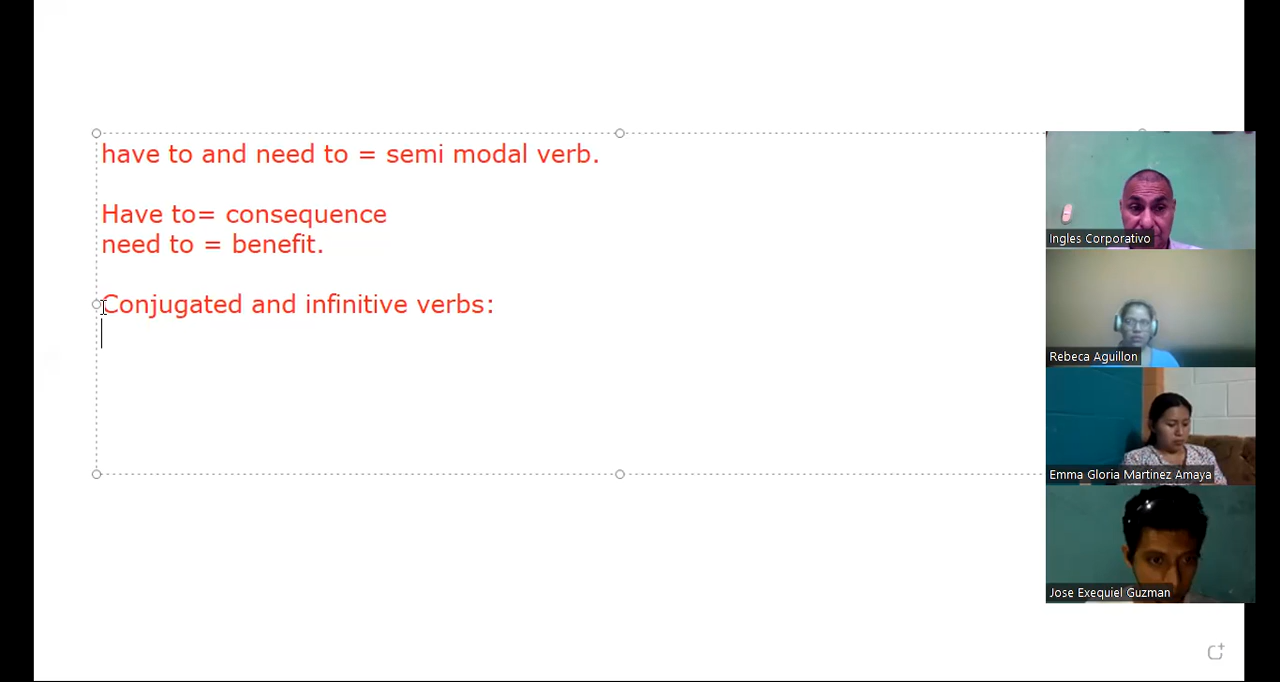 have to and need to = semi modal verb.
Have to= consequence
need to = benefit.
Conjugated and infinitive verbs:
Ingles Corporativo
Rebeca Aguillon
Emma Gloria Martinez Amaya
Jose Exequiel Guzman